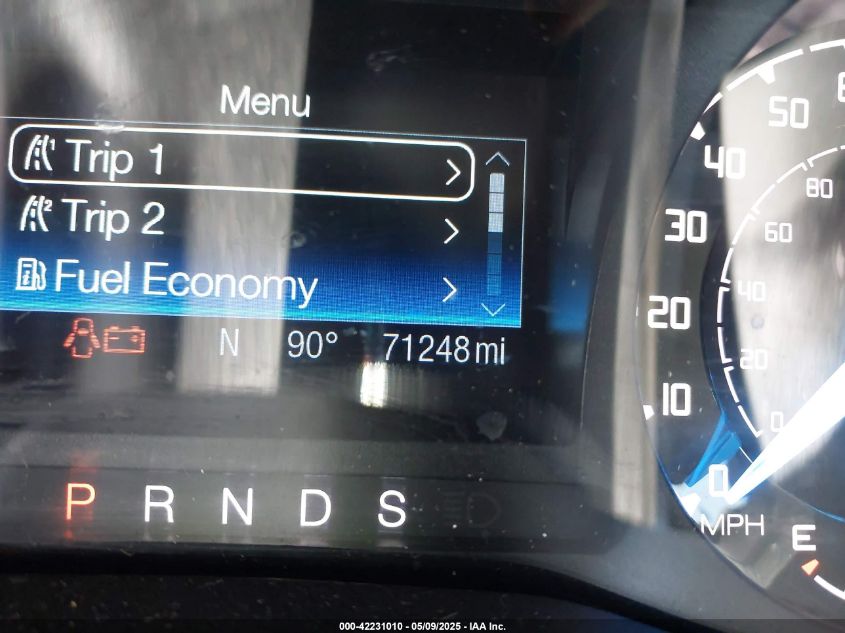 Menu
Trip 1
Trip 2
Fuel Economy
N 90° 71248 mi
P R N D S
50
40
30
20
10
0
80
60
40
20
0
MPH
E
000-42231010 - 05/09/2025 - IAA Inc.